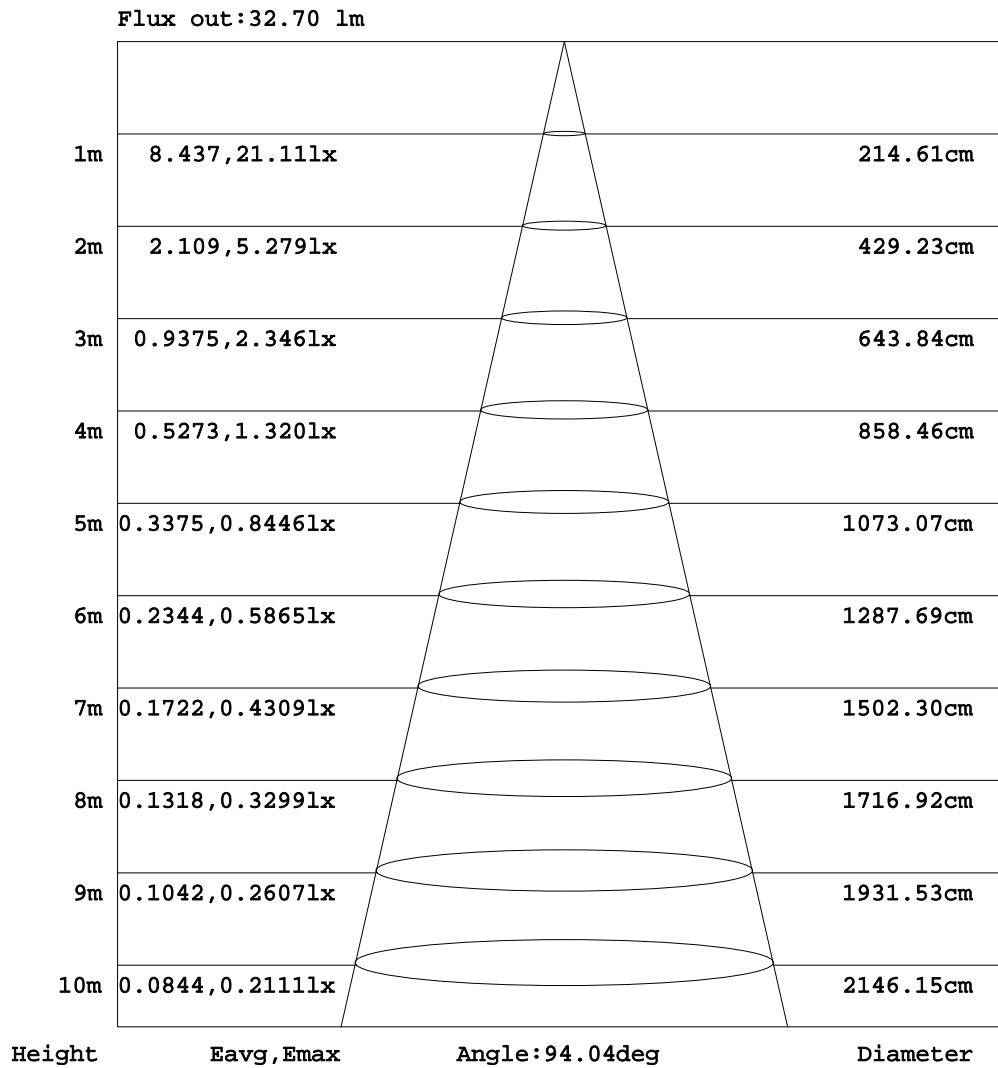 Flux out:32.70 lm
1m 8.437,21.11lx 214.61cm
2m 2.109,5.279lx 429.23cm
3m 0.9375,2.346lx 643.84cm
4m 0.5273,1.320lx 858.46cm
5m 0.3375,0.8446lx 1073.07cm
6m 0.2344,0.5865lx 1287.69cm
7m 0.1722,0.4309lx 1502.30cm
8m 0.1318,0.3299lx 1716.92cm
9m 0.1042,0.2607lx 1931.53cm
10m 0.0844,0.2111lx 2146.15cm
Height Eavg,Emax Angle:94.04deg Diameter